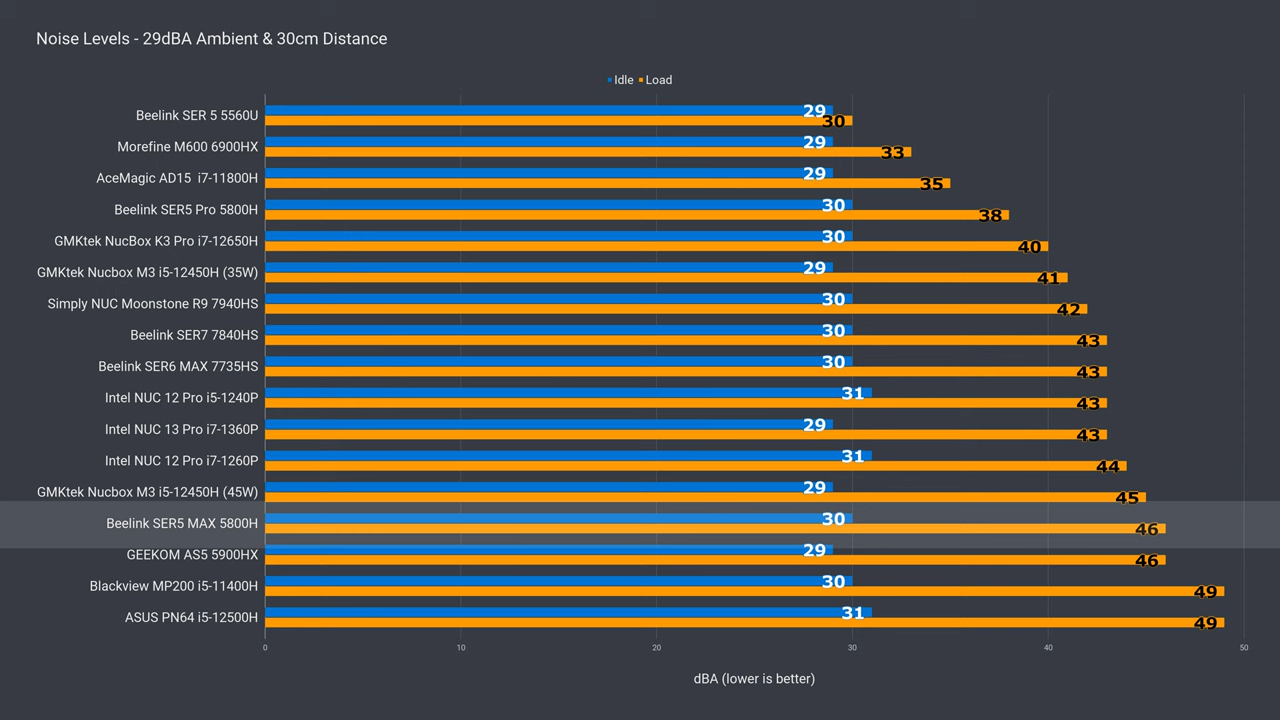 Noise Levels - 29dBA Ambient & 30cm Distance
Idle Load
Beelink SER 5 5560U 29 30
Morefine M600 6900HX 29 33
AceMagic AD15 i7-11800H 29 35
Beelink SER5 Pro 5800H 30 38
GMKtek NucBox K3 Pro i7-12650H 30 40
GMKtek Nucbox M3 i5-12450H (35W) 29 41
Simply NUC Moonstone R9 7940HS 30 42
Beelink SER7 7840HS 30 43
Beelink SER6 MAX 7735HS 30 43
Intel NUC 12 Pro i5-1240P 31 43
Intel NUC 13 Pro i7-1360P 29 43
Intel NUC 12 Pro i7-1260P 31 44
GMKtek Nucbox M3 i5-12450H (45W) 29 45
Beelink SER5 MAX 5800H 30 46
GEEKOM AS5 5900HX 29 46
Blackview MP200 i5-11400H 30 49
ASUS PN64 i5-12500H 31 49
0 10 20 30 40 50
dBA (lower is better)